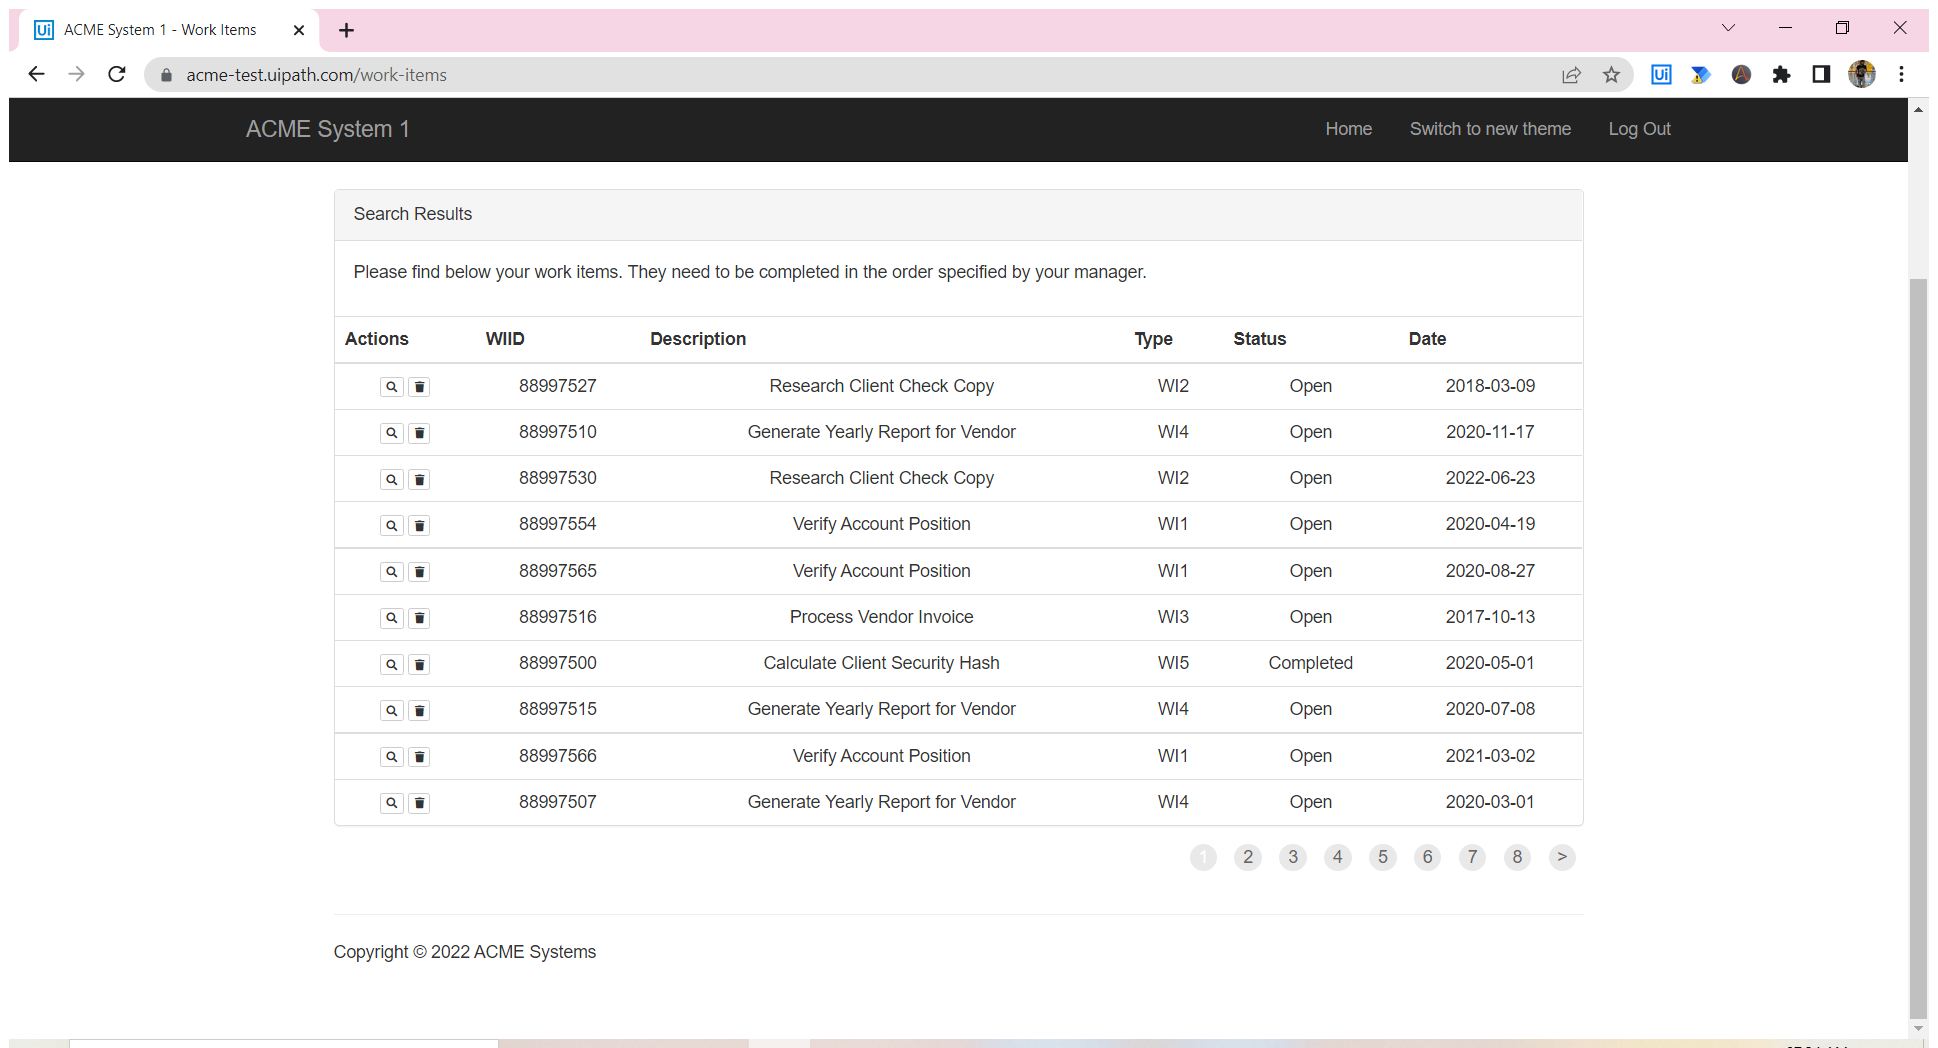 Ui ACME System 1 - Work Items
acme-test.uipath.com/work-items
ACME System 1 Home Switch to new theme Log Out
Search Results
Please find below your work items. They need to be completed in the order specified by your manager.
Actions WIID Description Type Status Date
88997527 Research Client Check Copy WI2 Open 2018-03-09
88997510 Generate Yearly Report for Vendor WI4 Open 2020-11-17
88997530 Research Client Check Copy WI2 Open 2022-06-23
88997554 Verify Account Position WI1 Open 2020-04-19
88997565 Verify Account Position WI1 Open 2020-08-27
88997516 Process Vendor Invoice WI3 Open 2017-10-13
88997500 Calculate Client Security Hash WI5 Completed 2020-05-01
88997515 Generate Yearly Report for Vendor WI4 Open 2020-07-08
88997566 Verify Account Position WI1 Open 2021-03-02
88997507 Generate Yearly Report for Vendor WI4 Open 2020-03-01
1 2 3 4 5 6 7 8 >
Copyright © 2022 ACME Systems